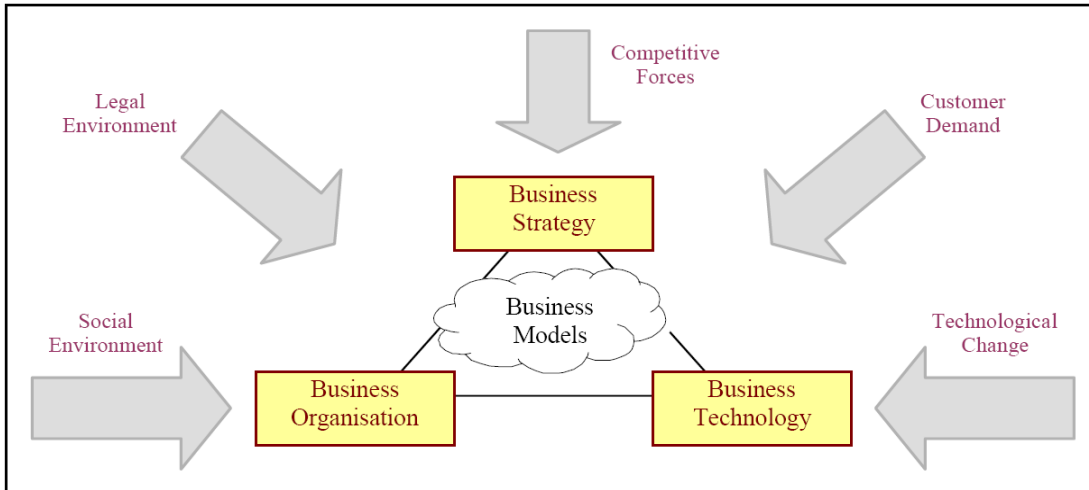 Competitive
Forces
Legal
Environment
Customer
Demand
Business
Strategy
Business
Models
Social
Environment
Technological
Change
Business
Organisation
Business
Technology